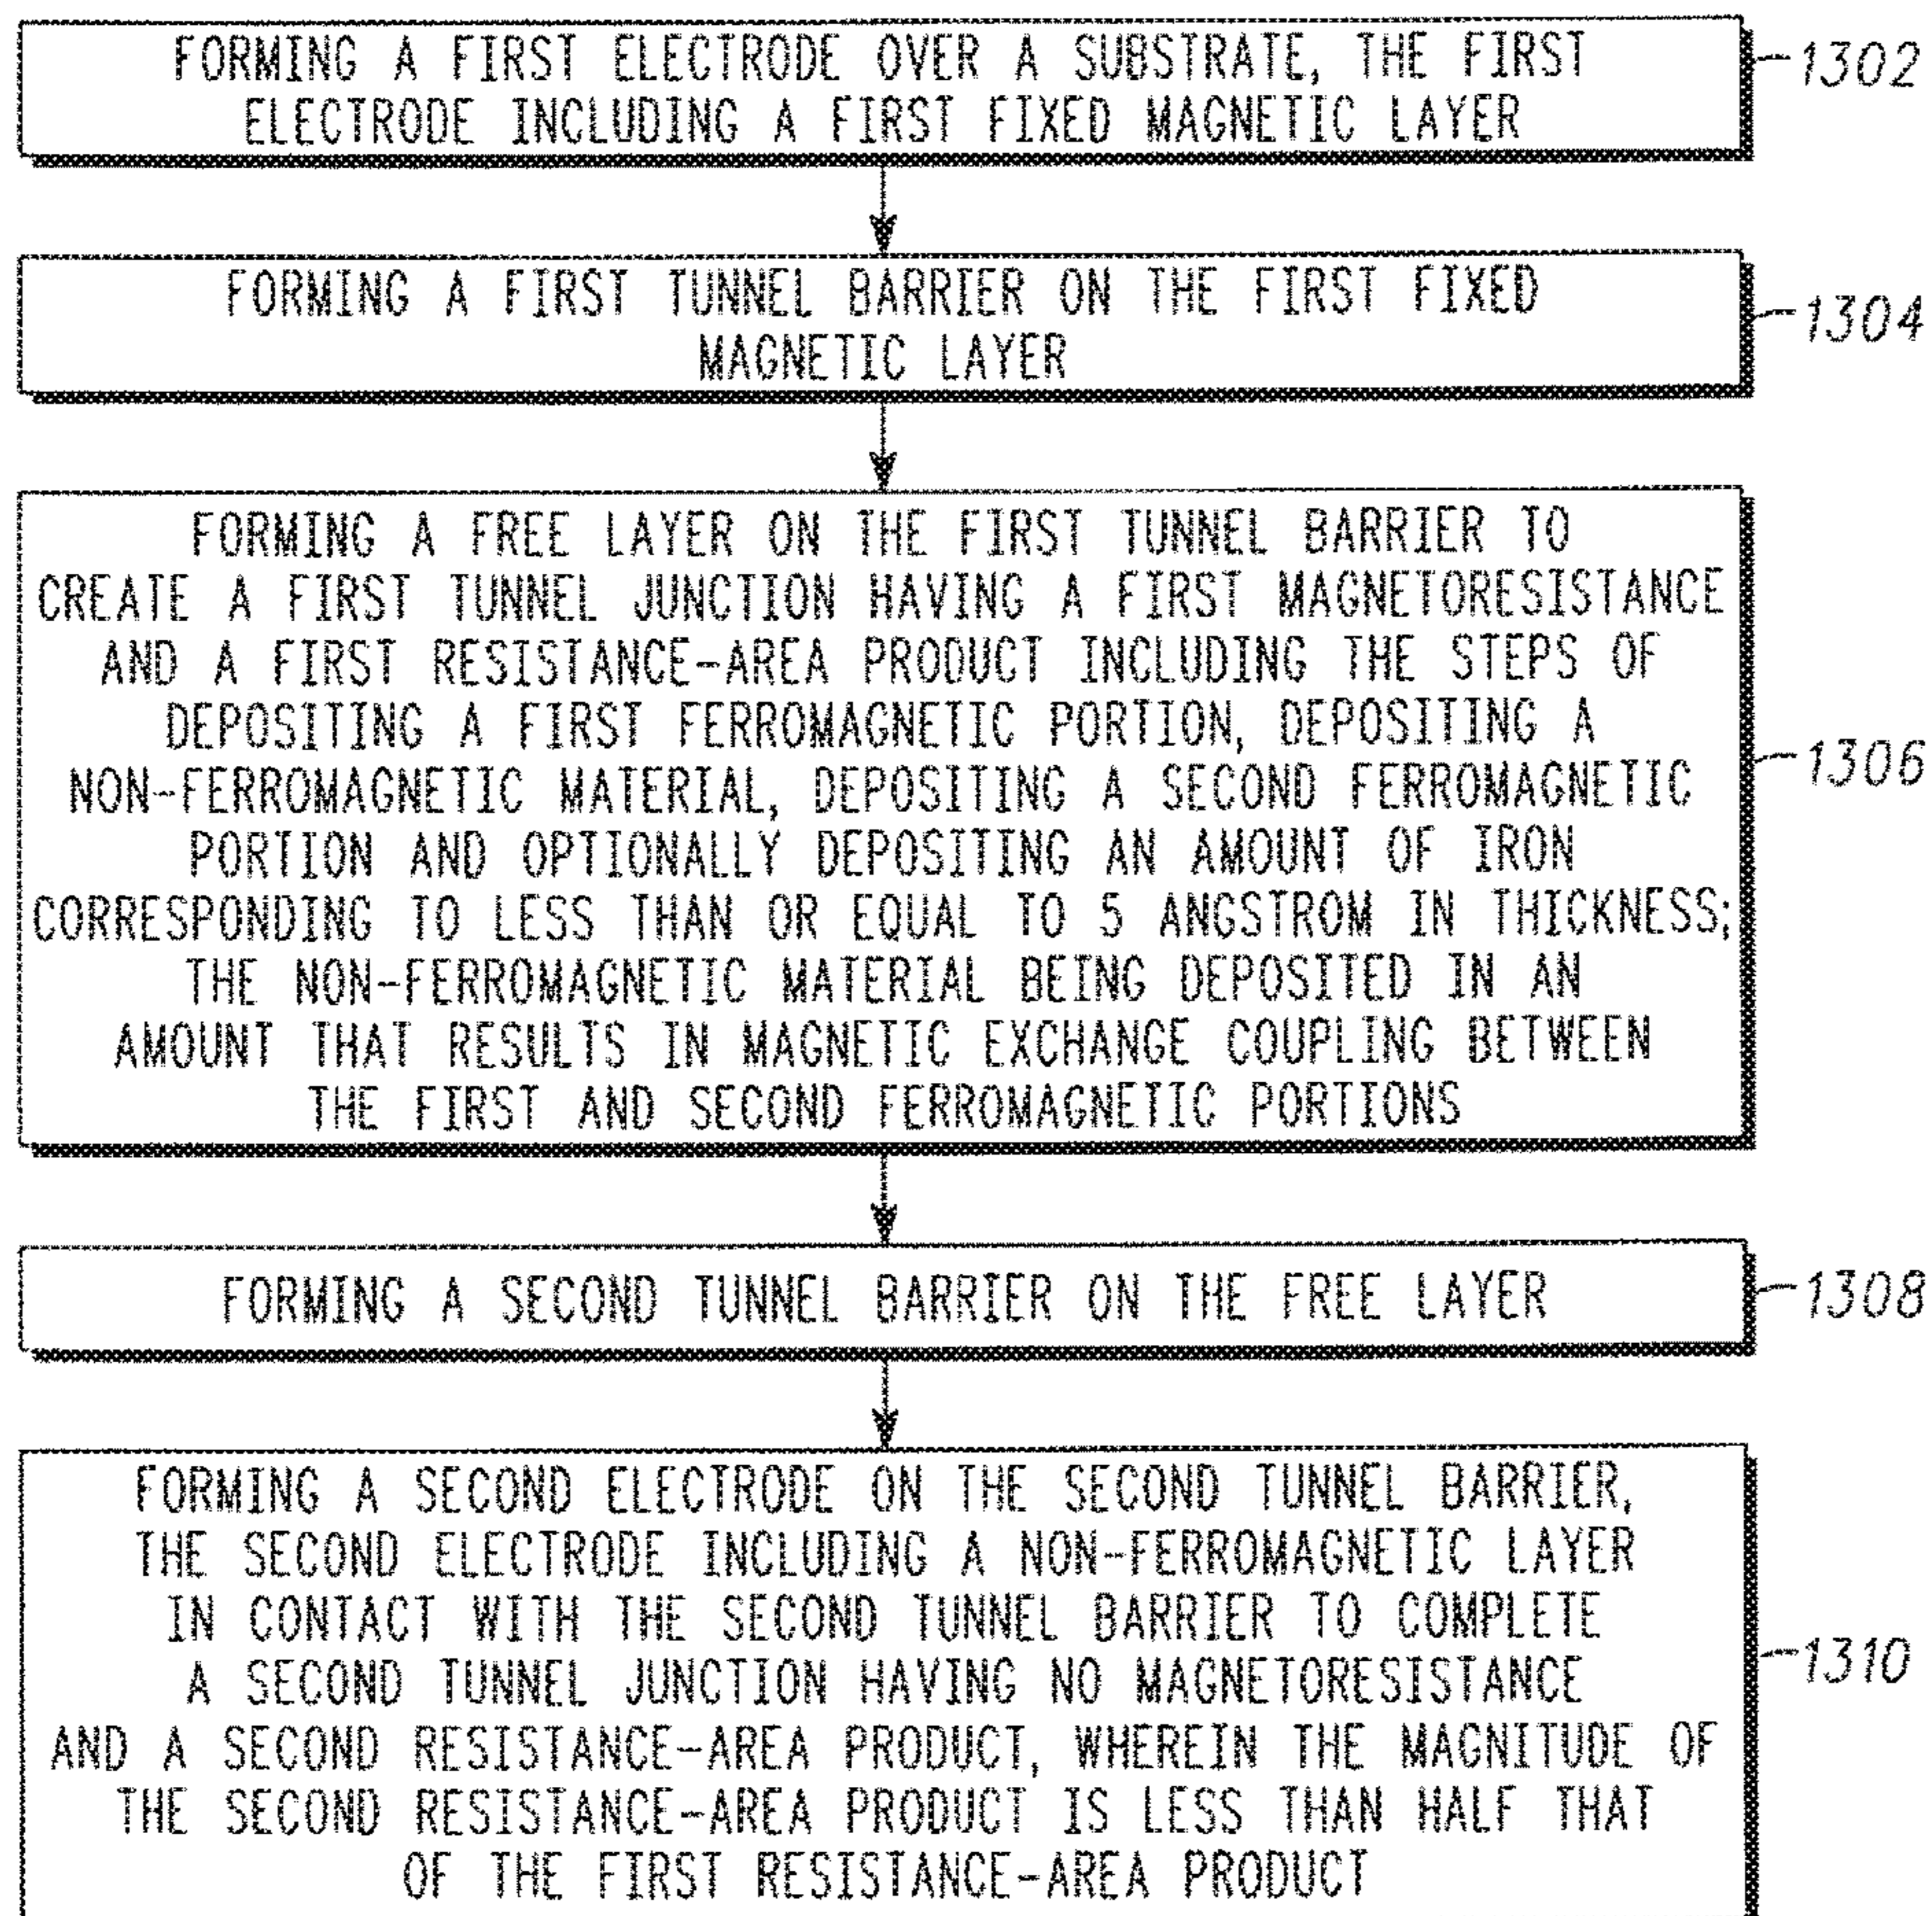 FORMING A FIRST ELECTRODE OVER A SUBSTRATE, THE FIRST
ELECTRODE INCLUDING A FIRST FIXED MAGNETIC LAYER
1302
FORMING A FIRST TUNNEL BARRIER ON THE FIRST FIXED
MAGNETIC LAYER
1304
FORMING A FREE LAYER ON THE FIRST TUNNEL BARRIER TO
CREATE A FIRST TUNNEL JUNCTION HAVING A FIRST MAGNETORESISTANCE
AND A FIRST RESISTANCE-AREA PRODUCT INCLUDING THE STEPS OF
DEPOSITING A FIRST FERROMAGNETIC PORTION, DEPOSITING A
NON-FERROMAGNETIC MATERIAL, DEPOSITING A SECOND FERROMAGNETIC
PORTION AND OPTIONALLY DEPOSITING AN AMOUNT OF IRON
CORRESPONDING TO LESS THAN OR EQUAL TO 5 ANGSTROM IN THICKNESS;
THE NON-FERROMAGNETIC MATERIAL BEING DEPOSITED IN AN
AMOUNT THAT RESULTS IN MAGNETIC EXCHANGE COUPLING BETWEEN
THE FIRST AND SECOND FERROMAGNETIC PORTIONS
1306
FORMING A SECOND TUNNEL BARRIER ON THE FREE LAYER
1308
FORMING A SECOND ELECTRODE ON THE SECOND TUNNEL BARRIER,
THE SECOND ELECTRODE INCLUDING A NON-FERROMAGNETIC LAYER
IN CONTACT WITH THE SECOND TUNNEL BARRIER TO COMPLETE
A SECOND TUNNEL JUNCTION HAVING NO MAGNETORESISTANCE
AND A SECOND RESISTANCE-AREA PRODUCT, WHEREIN THE MAGNITUDE OF
THE SECOND RESISTANCE-AREA PRODUCT IS LESS THAN HALF THAT
OF THE FIRST RESISTANCE-AREA PRODUCT
1310